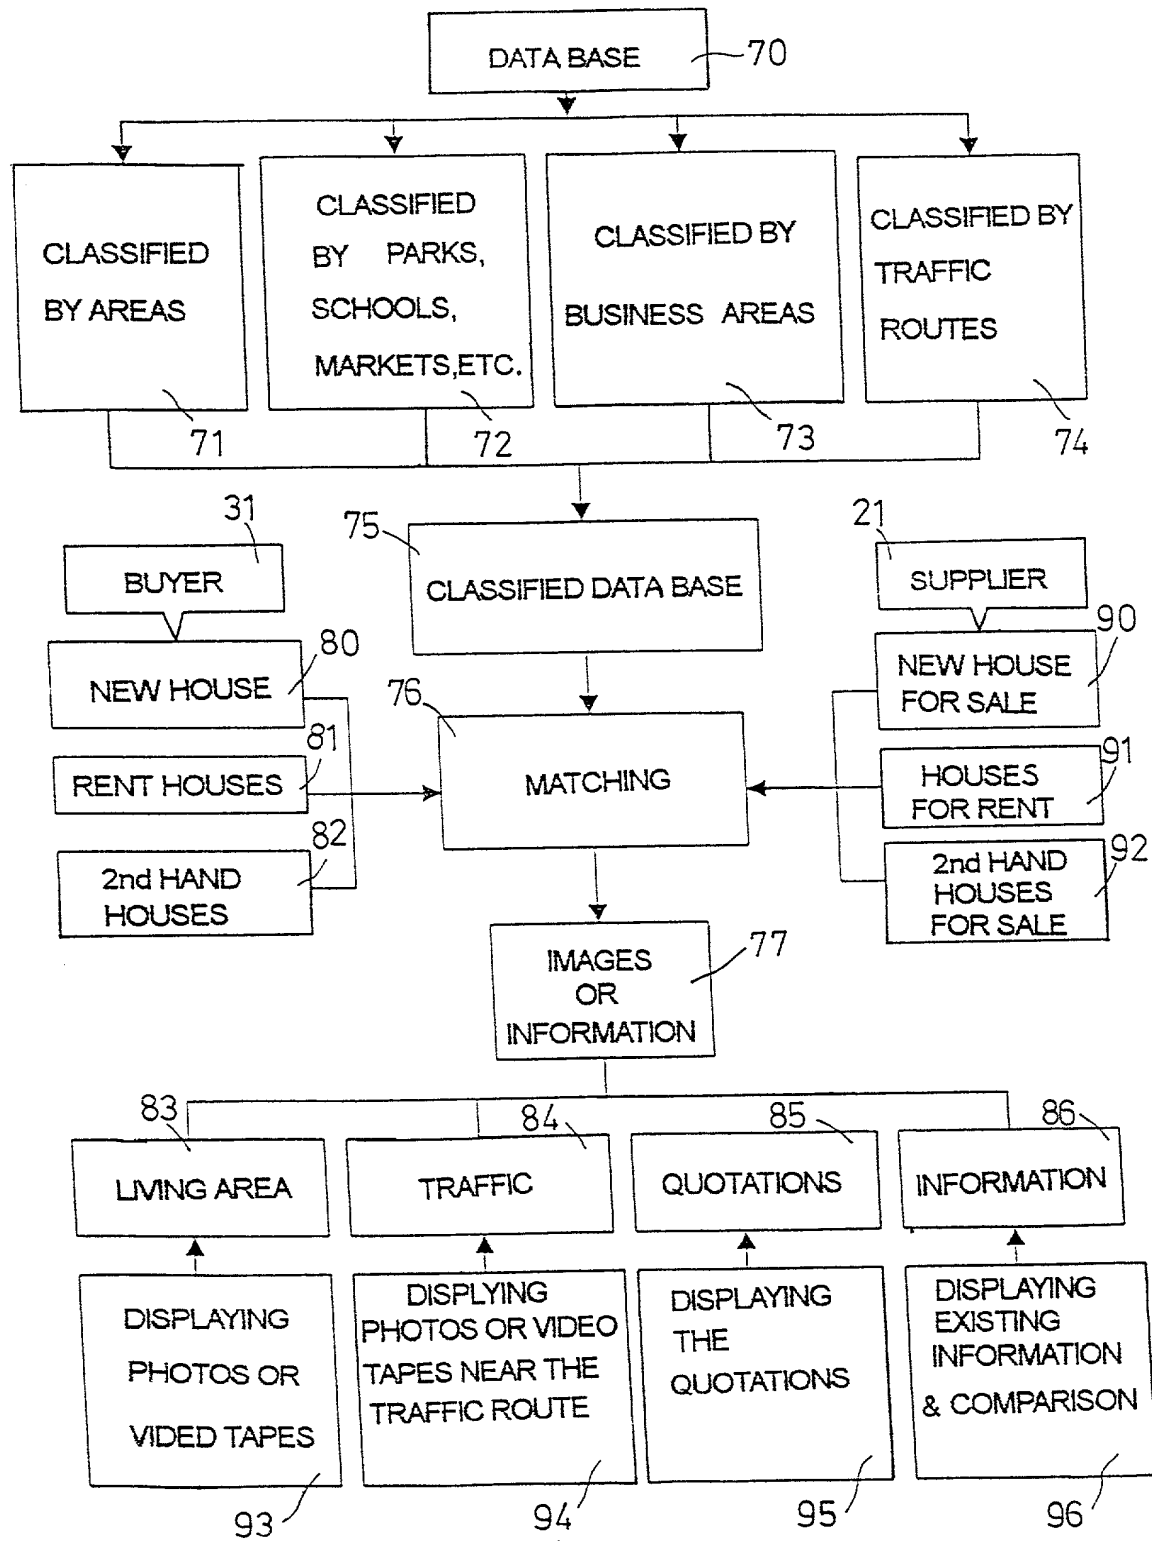 DATA BASE
70
CLASSIFIED
BY AREAS
71
CLASSIFIED
BY PARKS,
SCHOOLS,
MARKETS,ETC.
72
CLASSIFIED BY
BUSINESS AREAS
73
CLASSIFIED BY
TRAFFIC
ROUTES
74
31
BUYER
75
CLASSIFIED DATA BASE
21
SUPPLIER
80
NEW HOUSE
81
RENT HOUSES
82
2nd HAND
HOUSES
76
MATCHING
90
NEW HOUSE
FOR SALE
91
HOUSES
FOR RENT
92
2nd HAND
HOUSES
FOR SALE
77
IMAGES
OR
INFORMATION
83
LIVING AREA
84
TRAFFIC
85
QUOTATIONS
86
INFORMATION
DISPLAYING
PHOTOS OR
VIDED TAPES
93
DISPLYING
PHOTOS OR VIDEO
TAPES NEAR THE
TRAFFIC ROUTE
94
DISPLAYING
THE
QUOTATIONS
95
DISPLAYING
EXISTING
INFORMATION
& COMPARISON
96